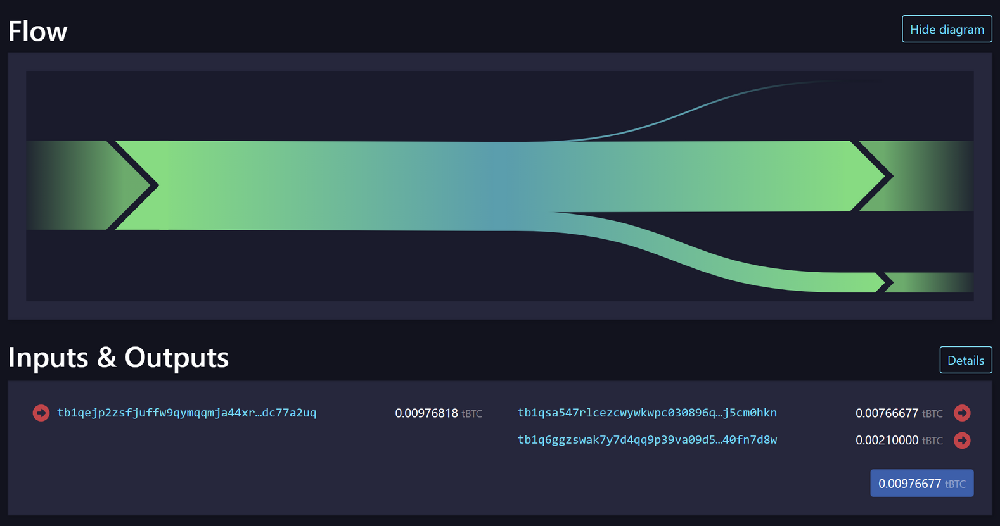 Flow
Hide diagram
Inputs & Outputs
Details
tb1qejp2zsfjuffw9qymqqmja44xr…dc77a2uq 0.00976818 tBTC
tb1qsa547rlcezcwywkwpc030896q…j5cm0hkn 0.00766677 tBTC
tb1q6ggzswak7y7d4qq9p39va09d5…40fn7d8w 0.00210000 tBTC
0.00976677 tBTC